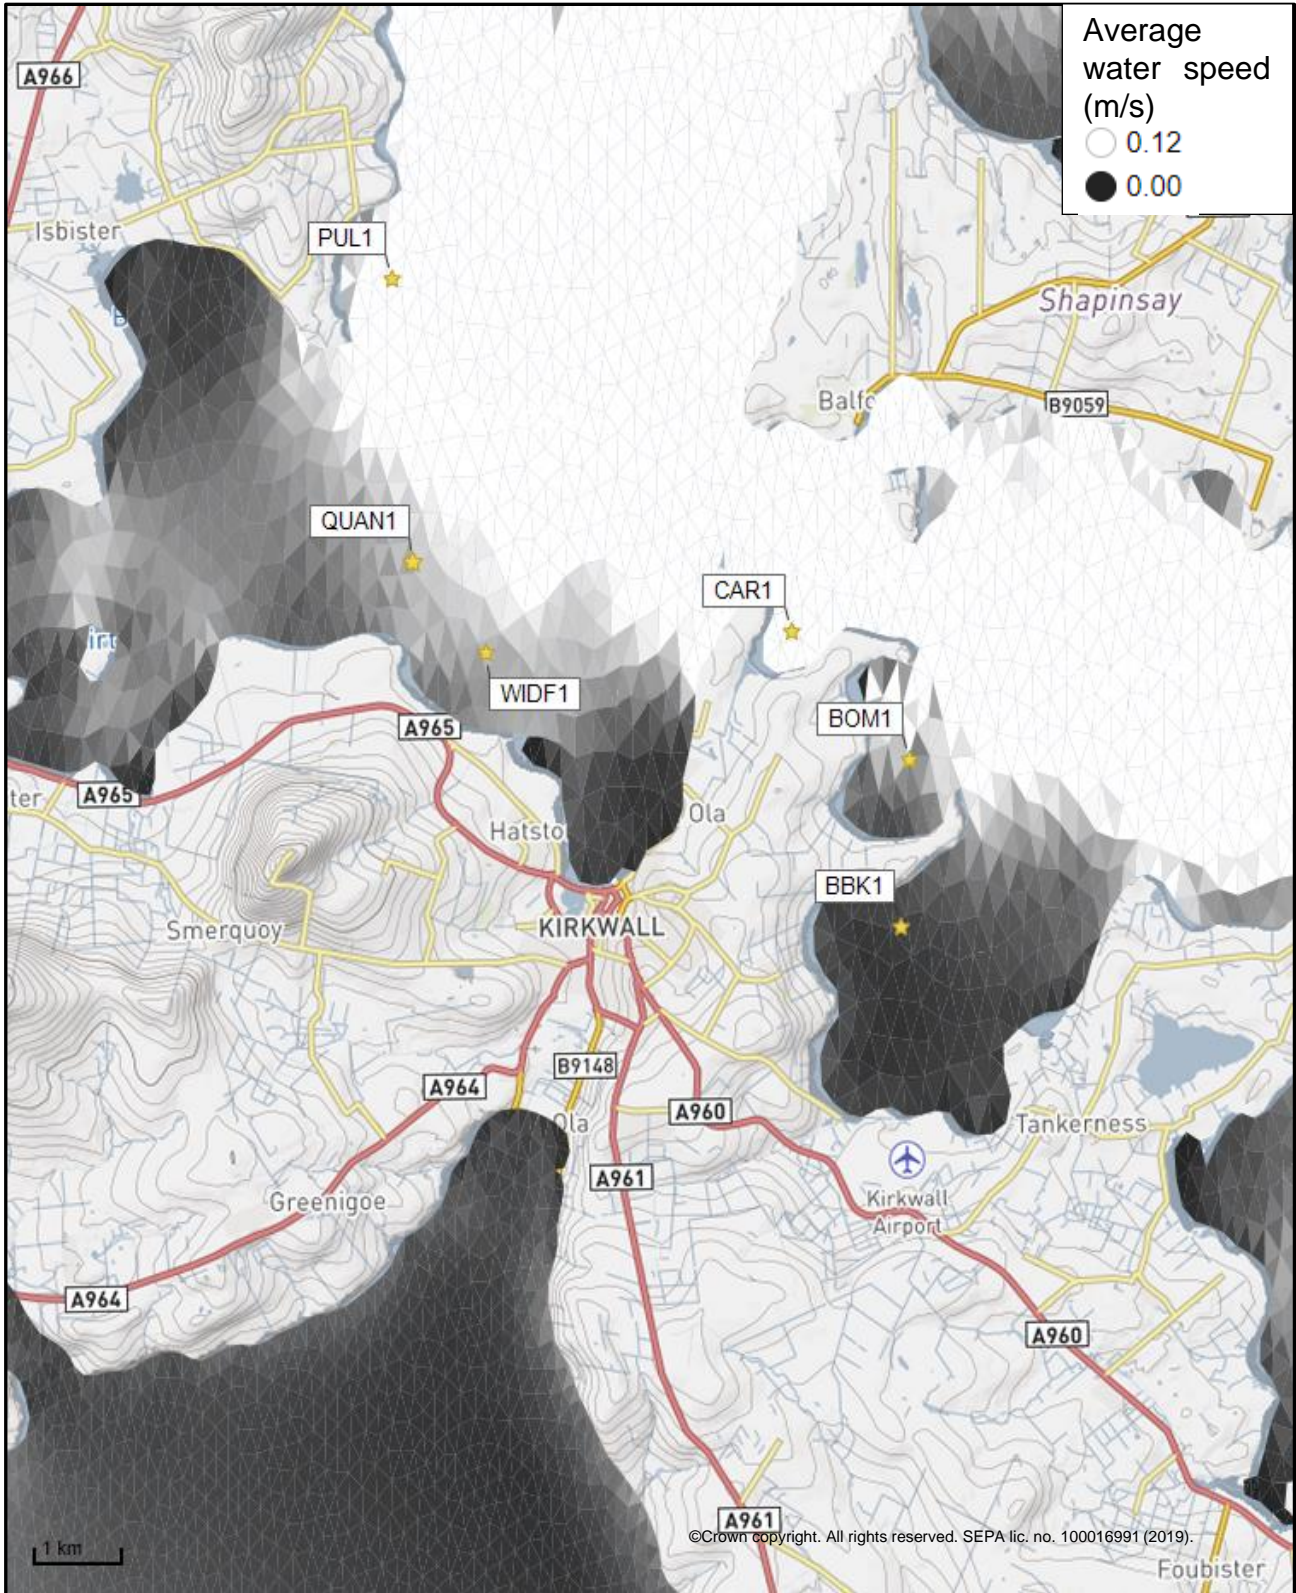 Average
water speed
(m/s)
0.12
0.00
A966
Isbister
PUL1
B
Shapinsay
Balfo
B9059
QUAN1
CAR1
irt
WIDF1
BOM1
A965
A965
ter
Ola
Hatsto
BBK1
KIRKWALL
Smerquoy
B9148
A964
A960
Ola
Tankerness
A961
Kirkwall
Airport
Greenigoe
A964
A960
A961
©Crown copyright. All rights reserved. SEPA lic. no. 100016991 (2019).
1 km
Foubister